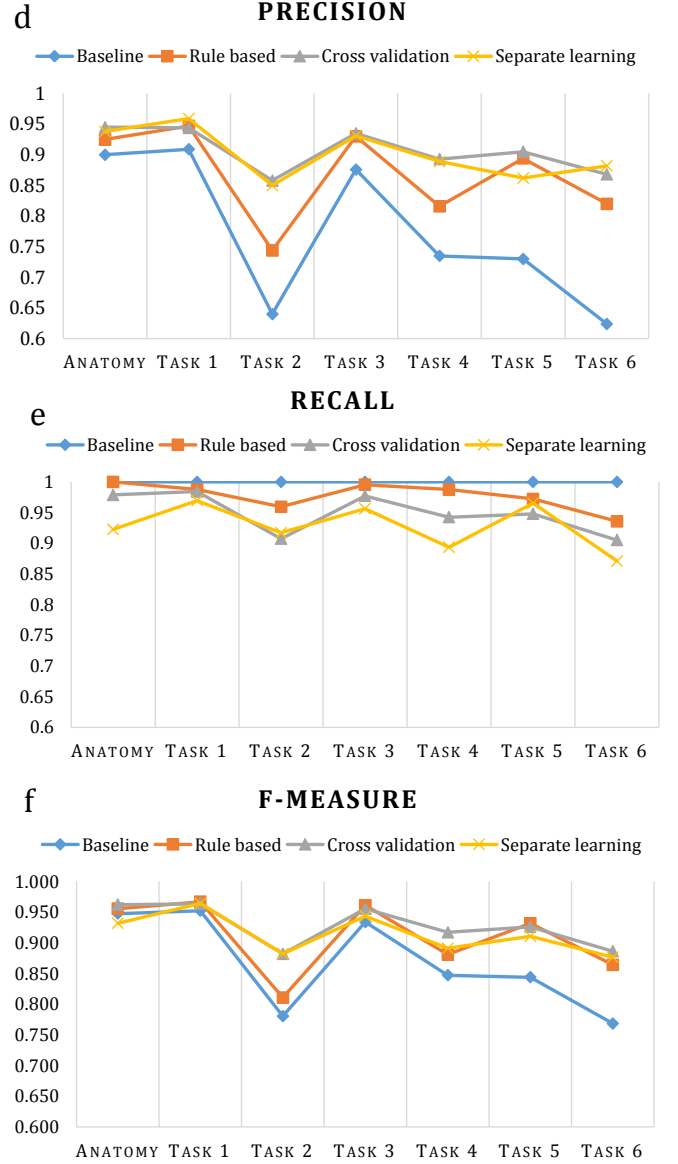 d
PRECISION
Baseline Rule based Cross validation Separate learning
1
0.95
0.9
0.85
0.8
0.75
0.7
0.65
0.6
ANATOMY TASK 1 TASK 2 TASK 3 TASK 4 TASK 5 TASK 6
e
RECALL
Baseline Rule based Cross validation Separate learning
1
0.95
0.9
0.85
0.8
0.75
0.7
0.65
0.6
ANATOMY TASK 1 TASK 2 TASK 3 TASK 4 TASK 5 TASK 6
f
F-MEASURE
Baseline Rule based Cross validation Separate learning
1.000
0.950
0.900
0.850
0.800
0.750
0.700
0.650
0.600
ANATOMY TASK 1 TASK 2 TASK 3 TASK 4 TASK 5 TASK 6